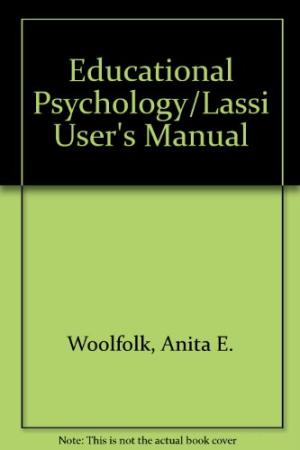 Educational
Psychology/Lassi
User's Manual
Woolfolk, Anita E.
Note: This is not the actual book cover